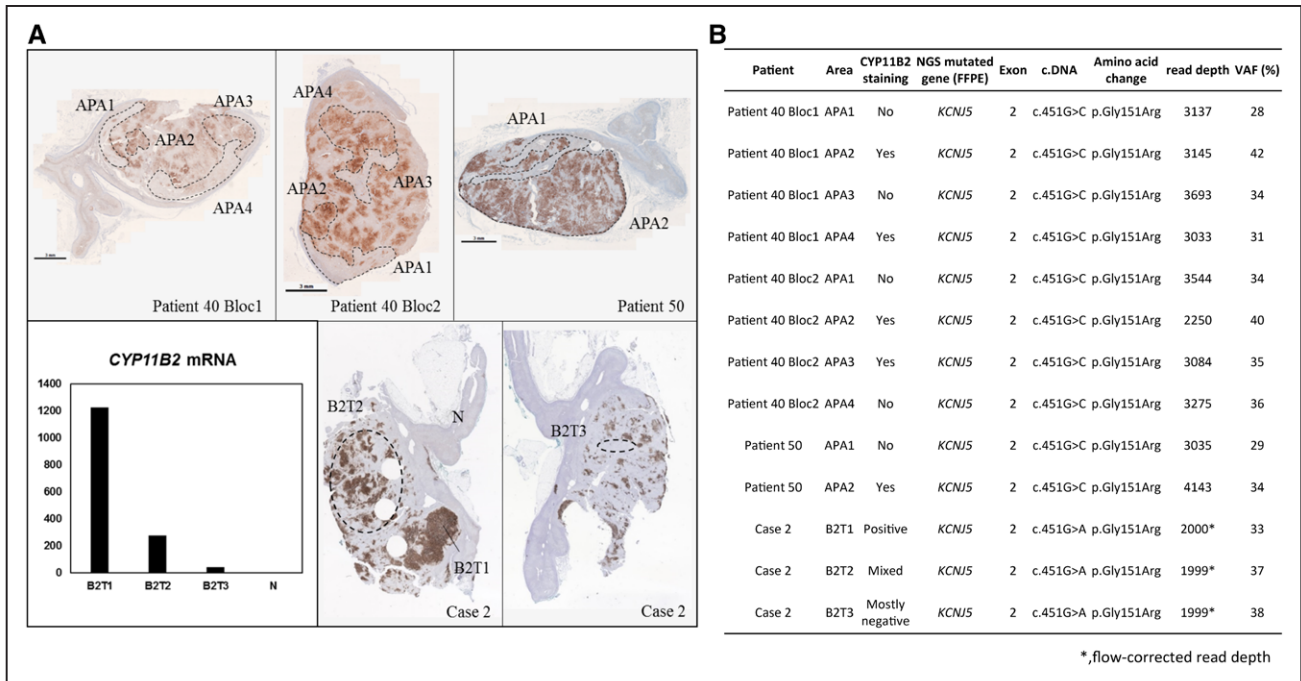 A
APA1
APA3
APA2
APA4
Patient 40 Bloc1
APA4
APA2
APA3
APA1
3 mm
Patient 40 Bloc2
APA1
APA2
3 mm
Patient 50
CYP11B2 mRNA
1400
1200
1000
800
600
400
200
0
B2T1 B2T2 B2T3 N
B2T2
N
B2T1
Case 2
B2T3
Case 2
B
Patient Area CYP11B2 staining NGS mutated gene (FFPE) Exon c.DNA Amino acid change read depth VAF (%)
Patient 40 Bloc1 APA1 No KCNJ5 2 c.451G>C p.Gly151Arg 3137 28
Patient 40 Bloc1 APA2 Yes KCNJ5 2 c.451G>C p.Gly151Arg 3145 42
Patient 40 Bloc1 APA3 No KCNJ5 2 c.451G>C p.Gly151Arg 3693 34
Patient 40 Bloc1 APA4 Yes KCNJ5 2 c.451G>C p.Gly151Arg 3033 31
Patient 40 Bloc2 APA1 No KCNJ5 2 c.451G>C p.Gly151Arg 3544 34
Patient 40 Bloc2 APA2 Yes KCNJ5 2 c.451G>C p.Gly151Arg 2250 40
Patient 40 Bloc2 APA3 Yes KCNJ5 2 c.451G>C p.Gly151Arg 3084 35
Patient 40 Bloc2 APA4 No KCNJ5 2 c.451G>C p.Gly151Arg 3275 36
Patient 50 APA1 No KCNJ5 2 c.451G>C p.Gly151Arg 3035 29
Patient 50 APA2 Yes KCNJ5 2 c.451G>C p.Gly151Arg 4143 34
Case 2 B2T1 Positive KCNJ5 2 c.451G>A p.Gly151Arg 2000* 33
Case 2 B2T2 Mixed KCNJ5 2 c.451G>A p.Gly151Arg 1999* 37
Case 2 B2T3 Mostly negative KCNJ5 2 c.451G>A p.Gly151Arg 1999* 38
*,flow-corrected read depth